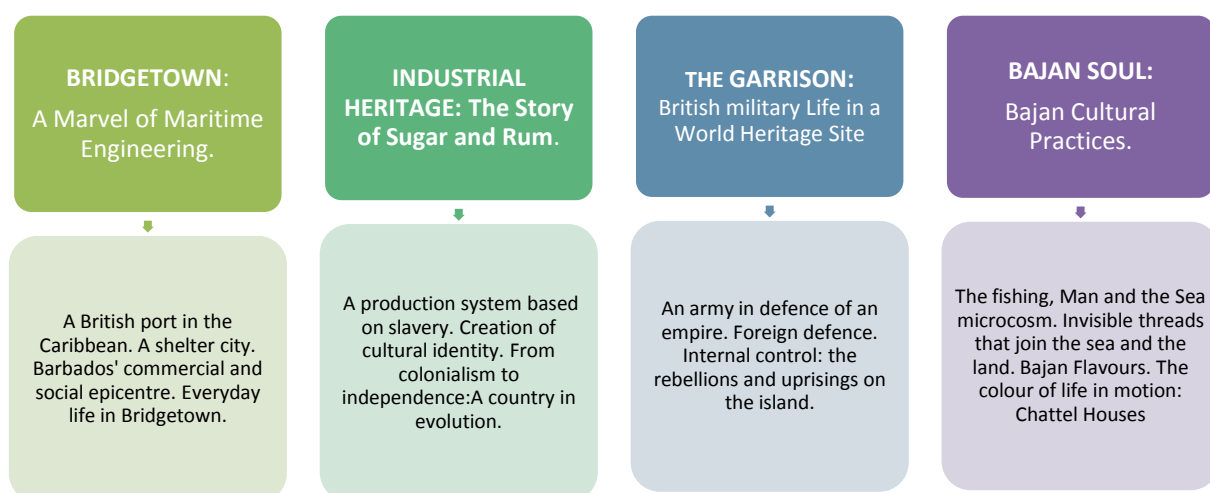 BRIDGETOWN:
A Marvel of Maritime
Engineering.
A British port in the
Caribbean. A shelter city.
Barbados' commercial and
social epicentre. Everyday
life in Bridgetown.
INDUSTRIAL
HERITAGE: The Story
of Sugar and Rum.
A production system based
on slavery. Creation of
cultural identity. From
colonialism to
independence:A country in
evolution.
THE GARRISON:
British military Life in a
World Heritage Site
An army in defence of an
empire. Foreign defence.
Internal control: the
rebellions and uprisings on
the island.
BAJAN SOUL:
Bajan Cultural
Practices.
The fishing, Man and the Sea
microcosm. Invisible threads
that join the sea and the
land. Bajan Flavours. The
colour of life in motion:
Chattel Houses